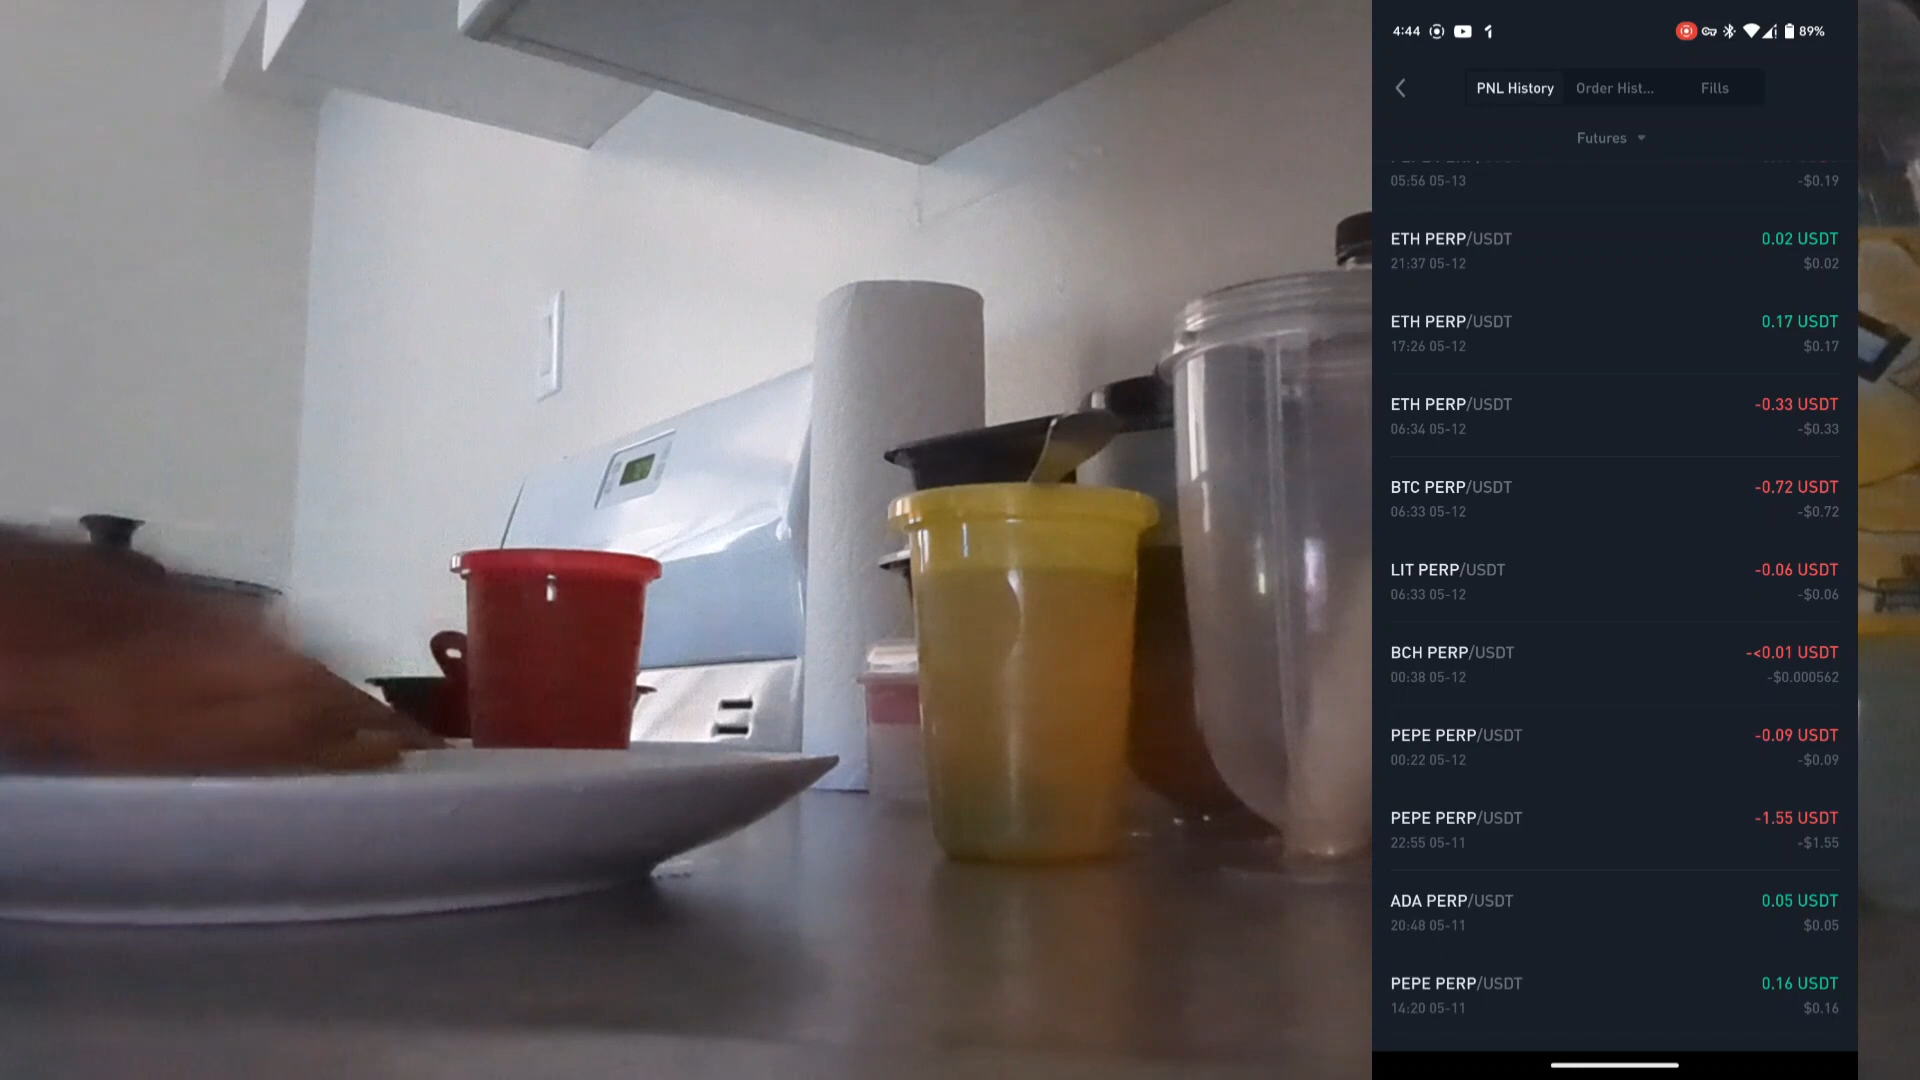 4:44
89%
PNL History
Order Hist...
Fills
Futures
05:56 05-13
-$0.19
ETH PERP/USDT
0.02 USDT
21:37 05-12
$0.02
ETH PERP/USDT
0.17 USDT
17:26 05-12
$0.17
ETH PERP/USDT
-0.33 USDT
06:34 05-12
-$0.33
BTC PERP/USDT
-0.72 USDT
06:33 05-12
-$0.72
LIT PERP/USDT
-0.06 USDT
06:33 05-12
-$0.06
BCH PERP/USDT
-<0.01 USDT
00:38 05-12
-$0.000562
PEPE PERP/USDT
-0.09 USDT
00:22 05-12
-$0.09
PEPE PERP/USDT
-1.55 USDT
22:55 05-11
-$1.55
ADA PERP/USDT
0.05 USDT
20:48 05-11
$0.05
PEPE PERP/USDT
0.16 USDT
14:20 05-11
$0.16